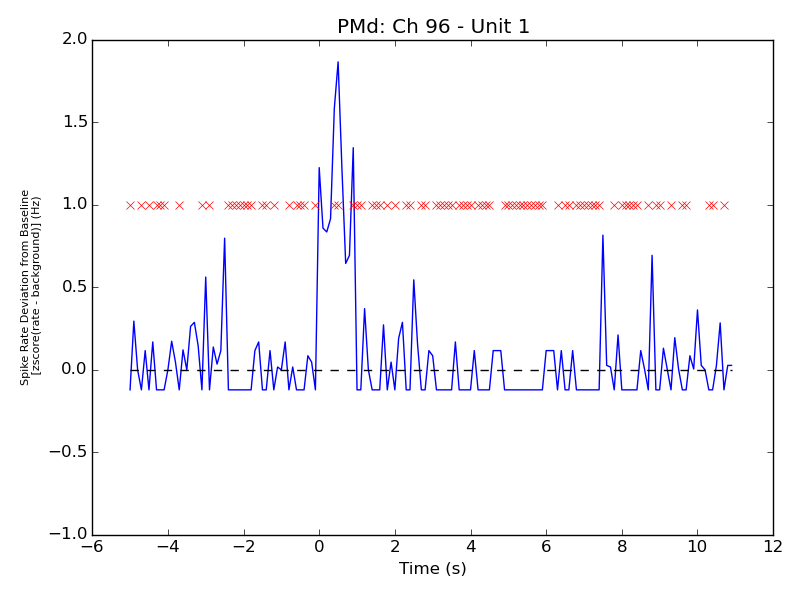 PMd: Ch 96 - Unit 1
2.0
1.5
1.0
0.5
0.0
−0.5
−1.0
Spike Rate Deviation from Baseline
[zscore(rate - background)] (Hz)
−6 −4 −2 0 2 4 6 8 10 12
Time (s)